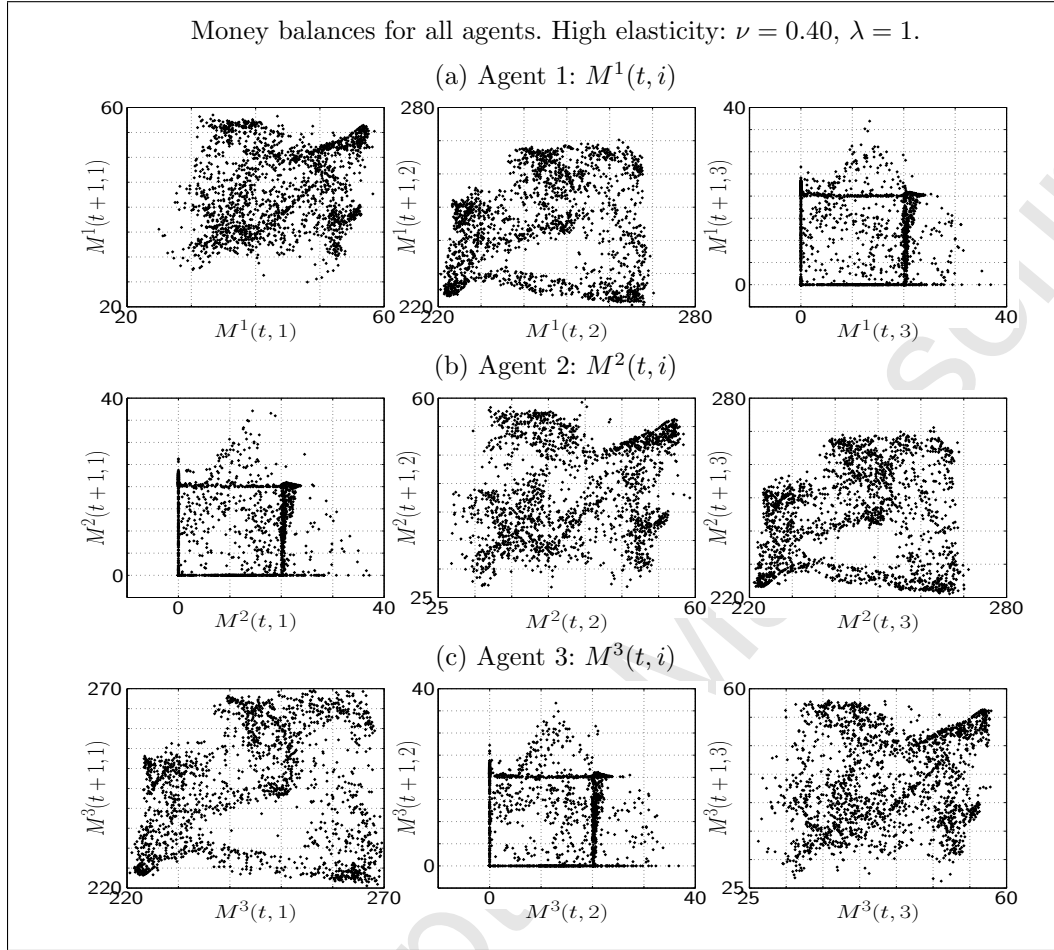 Money balances for all agents. High elasticity: ν = 0.40, λ = 1.
(a) Agent 1: M¹(t, i)
60
M¹(t + 1, 1)
20
20
60
M¹(t, 1)
280
M¹(t + 1, 2)
220
220
280
M¹(t, 2)
40
M¹(t + 1, 3)
0
0
40
M¹(t, 3)
(b) Agent 2: M²(t, i)
40
M²(t + 1, 1)
0
0
40
M²(t, 1)
60
M²(t + 1, 2)
25
25
60
M²(t, 2)
280
M²(t + 1, 3)
220
220
280
M²(t, 3)
(c) Agent 3: M³(t, i)
270
M³(t + 1, 1)
220
220
270
M³(t, 1)
40
M³(t + 1, 2)
0
0
40
M³(t, 2)
60
M³(t + 1, 3)
25
25
60
M³(t, 3)